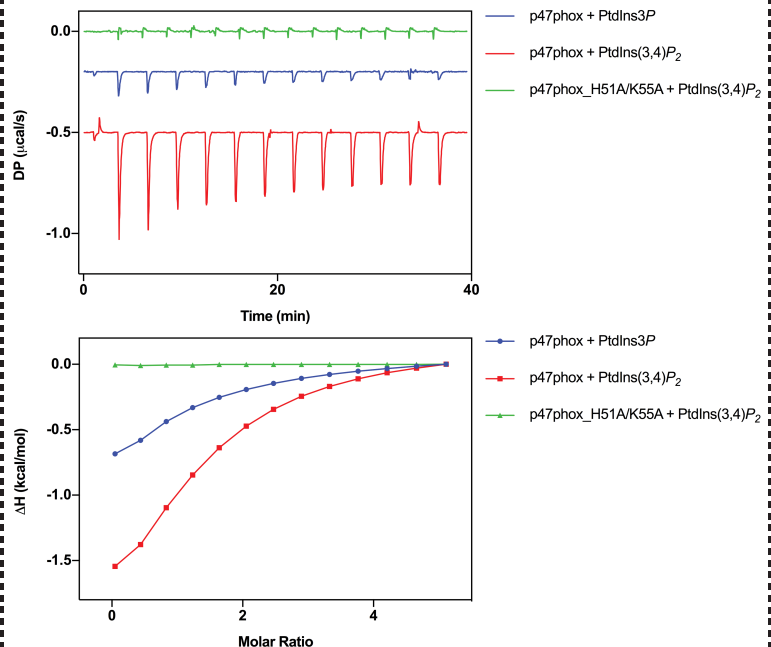 0.0
-0.5
-1.0
DP (µcal/s)
0
20
40
Time (min)
p47phox + PtdIns3P
p47phox + PtdIns(3,4)P2
p47phox_H51A/K55A + PtdIns(3,4)P2
0.0
-0.5
-1.0
-1.5
ΔH (kcal/mol)
0
2
4
Molar Ratio
p47phox + PtdIns3P
p47phox + PtdIns(3,4)P2
p47phox_H51A/K55A + PtdIns(3,4)P2